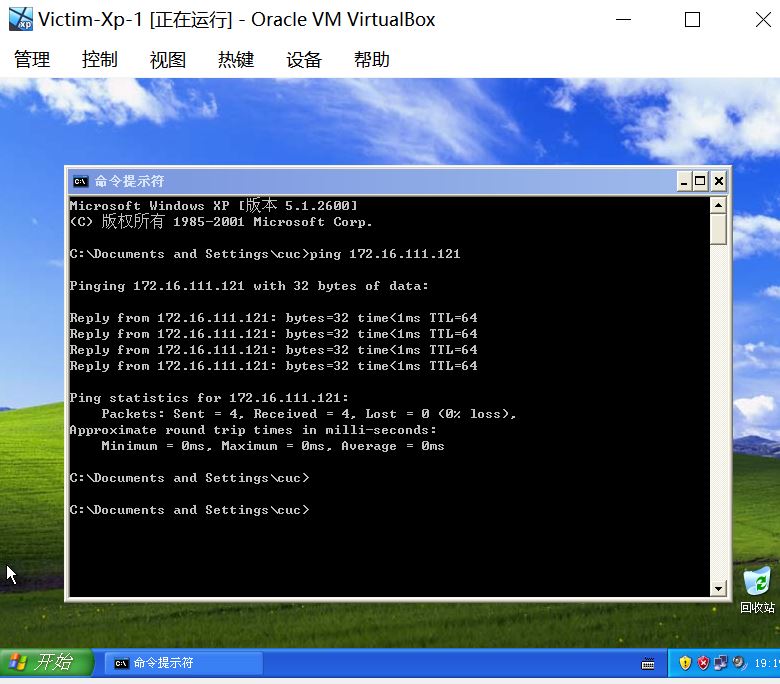 Victim-Xp-1 [正在运行] - Oracle VM VirtualBox
管理 控制 视图 热键 设备 帮助
命令提示符
Microsoft Windows XP [版本 5.1.2600]
(C) 版权所有 1985-2001 Microsoft Corp.
C:\Documents and Settings\cuc>ping 172.16.111.121
Pinging 172.16.111.121 with 32 bytes of data:
Reply from 172.16.111.121: bytes=32 time<1ms TTL=64
Reply from 172.16.111.121: bytes=32 time<1ms TTL=64
Reply from 172.16.111.121: bytes=32 time<1ms TTL=64
Reply from 172.16.111.121: bytes=32 time<1ms TTL=64
Ping statistics for 172.16.111.121:
Packets: Sent = 4, Received = 4, Lost = 0 (0% loss),
Approximate round trip times in milli-seconds:
Minimum = 0ms, Maximum = 0ms, Average = 0ms
C:\Documents and Settings\cuc>
C:\Documents and Settings\cuc>
回收站
开始 命令提示符